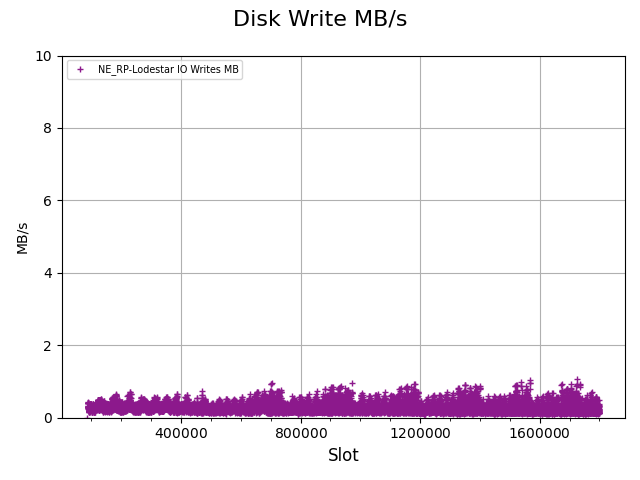 Disk Write MB/s
10
NE_RP-Lodestar IO Writes MB
8
6
MB/s
4
2
0
400000 800000 1200000 1600000
Slot